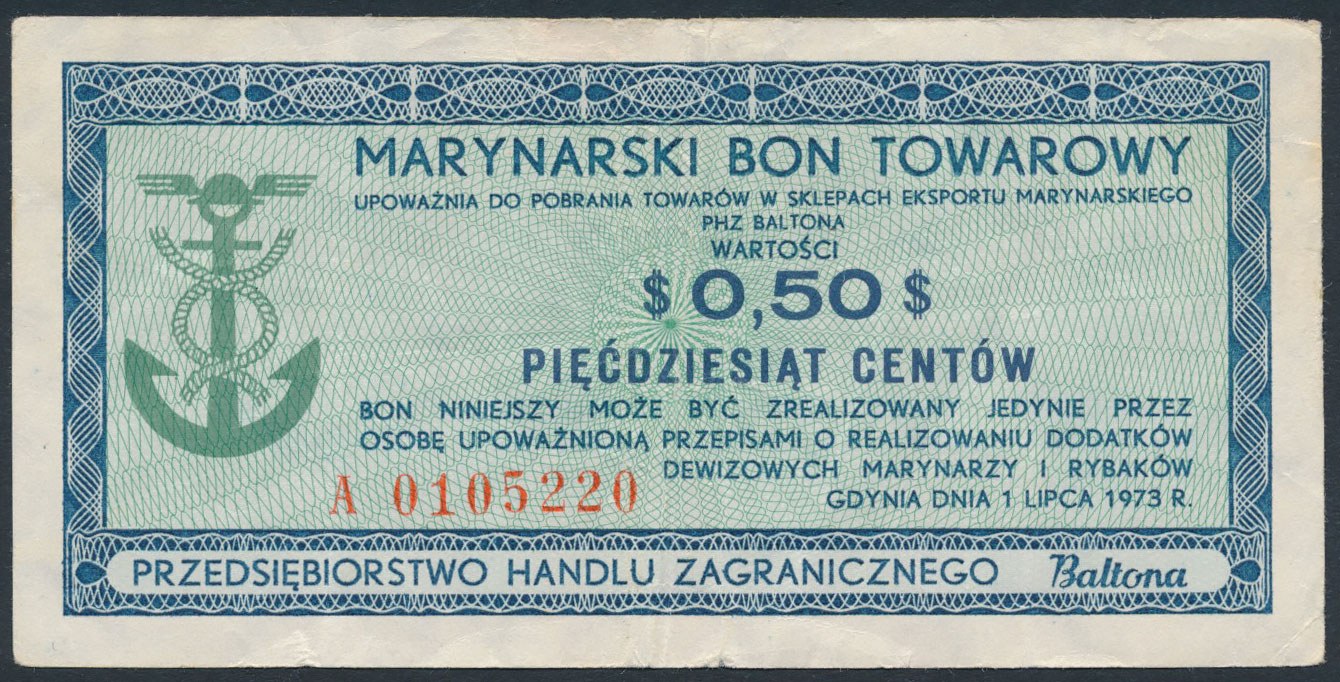 MARYNARSKI BON TOWAROWY
UPOWAŻNIA DO POBRANIA TOWARÓW W SKLEPACH EKSPORTU MARYNARSKIEGO
PHZ BALTONA
WARTOŚCI
$ 0,50 $
PIĘĆDZIESIĄT CENTÓW
BON NINIEJSZY MOŻE BYĆ ZREALIZOWANY JEDYNIE PRZEZ
OSOBĘ UPOWAŻNIONĄ PRZEPISAMI O REALIZOWANIU DODATKÓW
DEWIZOWYCH MARYNARZY I RYBAKÓW
A 0105220
GDYNIA DNIA 1 LIPCA 1973 R.
PRZEDSIĘBIORSTWO HANDLU ZAGRANICZNEGO Baltona